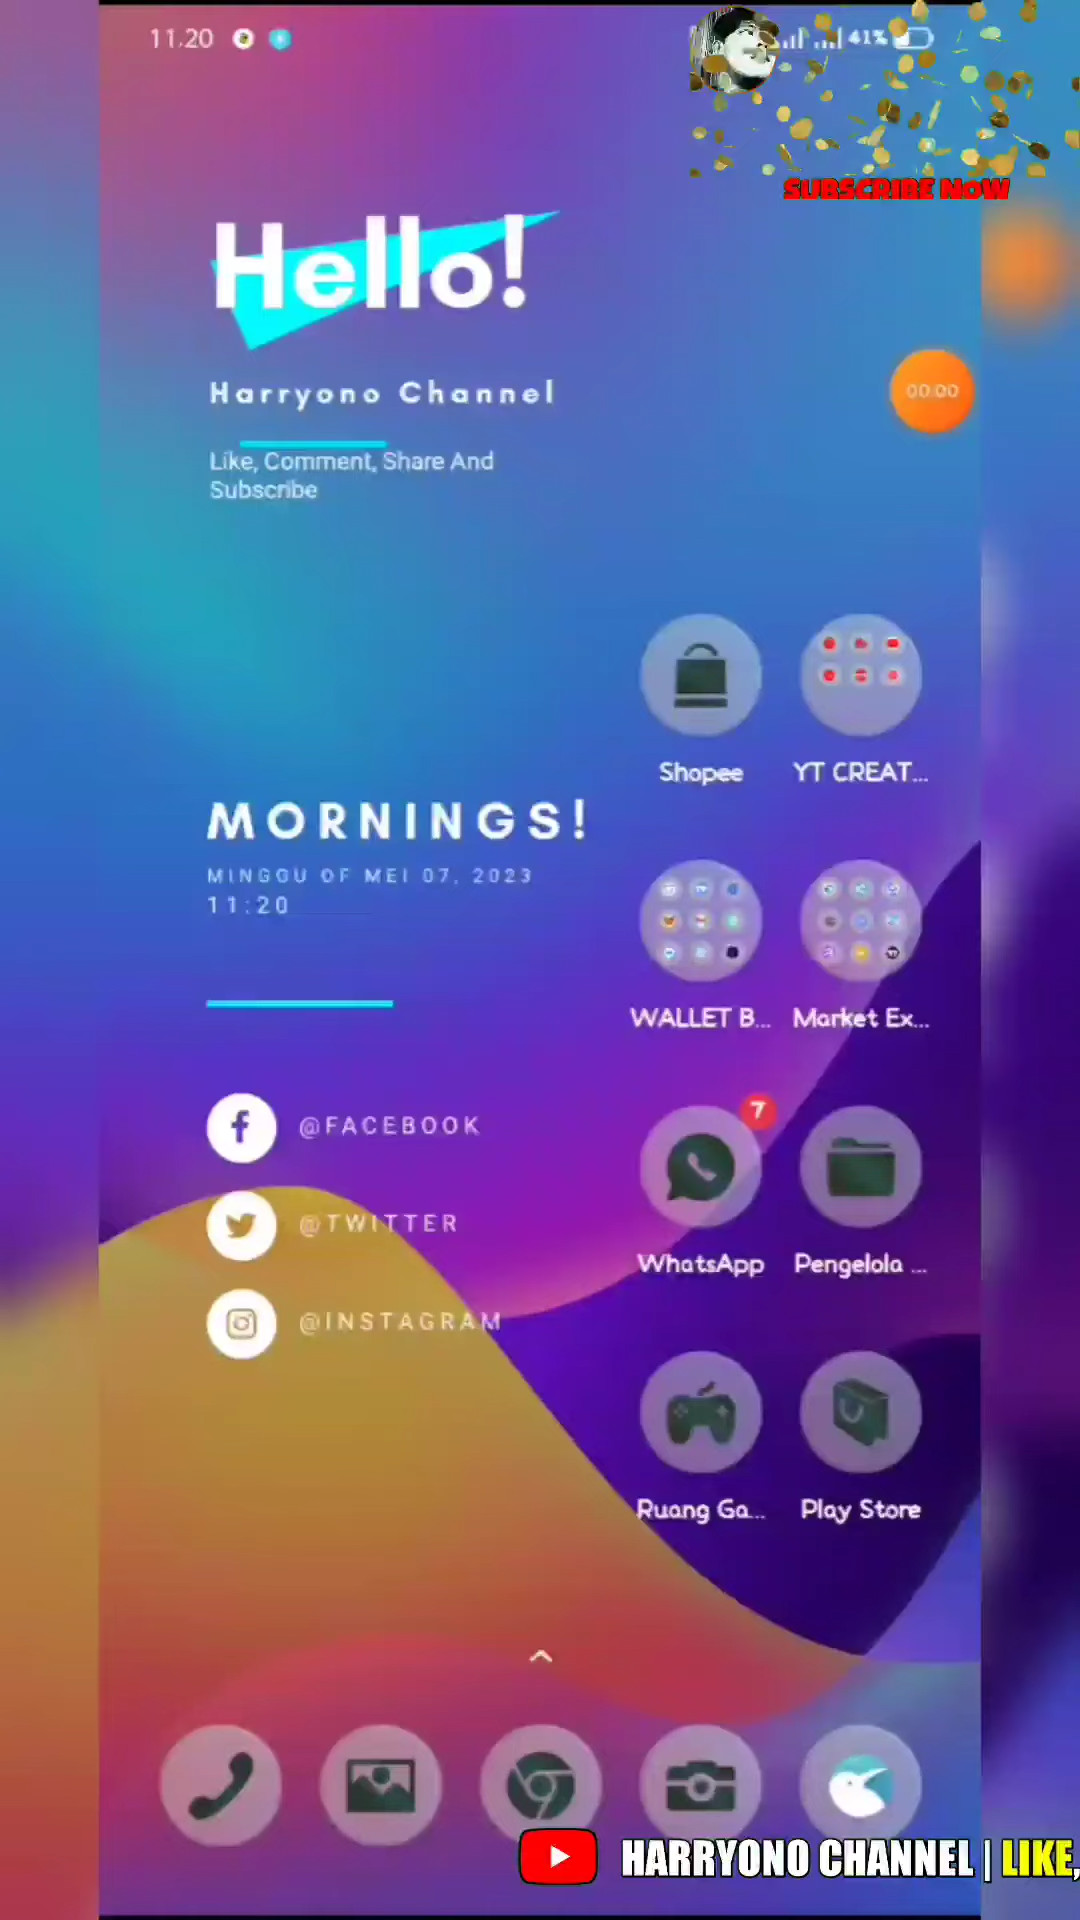 11.20
41%
SUBSCRIBE NOW
Hello!
00:00
Harryono Channel
Like, Comment, Share And
Subscribe
Shopee
YT CREAT...
MORNINGS!
MINGGU OF MEI 07, 2023
11:20
WALLET B...
Market Ex...
@FACEBOOK
7
@TWITTER
WhatsApp
Pengelola ...
@INSTAGRAM
Ruang Ga...
Play Store
HARRYONO CHANNEL | LIKE,